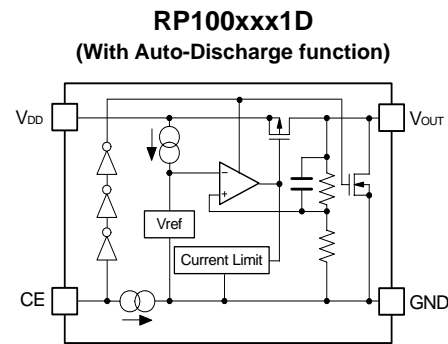 RP100xxx1D
(With Auto-Discharge function)
VDD
VOUT
−
+
Vref
Current Limit
CE
GND